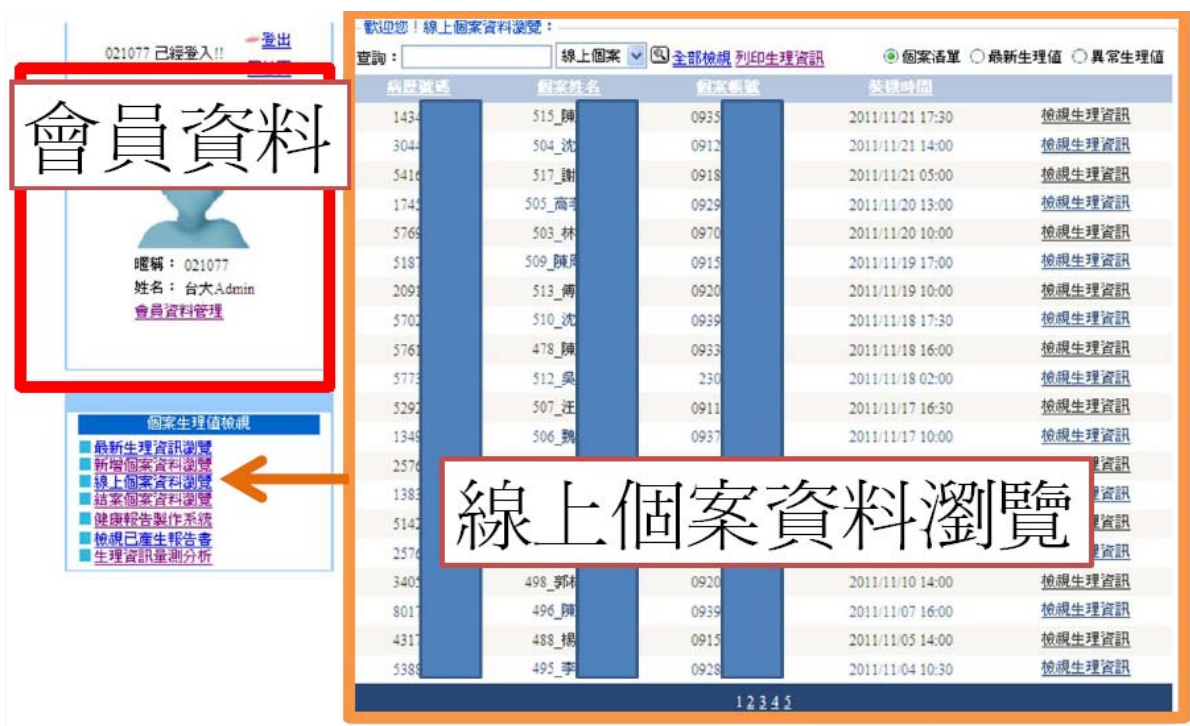 021077 已經登入!!
登出
會員資料
暱稱： 021077
姓名： 台大Admin
會員資料管理
個案生理值檢視
最新生理資訊瀏覽
新增個案資料瀏覽
線上個案資料瀏覽
結案個案資料瀏覽
健康報告製作系統
檢視已產生報告書
生理資訊量測分析
歡迎您！線上個案資料瀏覽：
查詢： 線上個案 全部檢視 列印生理資訊 個案清單 最新生理值 異常生理值
病歷號碼 個案姓名 個案帳號 裝機時間
1434 515_陳 0935 2011/11/21 17:30 檢視生理資訊
3044 504_沈 0912 2011/11/21 14:00 檢視生理資訊
5416 517_謝 0918 2011/11/21 05:00 檢視生理資訊
1745 505_高 0929 2011/11/20 13:00 檢視生理資訊
5769 503_林 0970 2011/11/20 10:00 檢視生理資訊
5187 509_陳 0915 2011/11/19 17:00 檢視生理資訊
2091 513_傅 0920 2011/11/19 10:00 檢視生理資訊
5702 510_沈 0939 2011/11/18 17:30 檢視生理資訊
5761 478_陳 0933 2011/11/18 16:00 檢視生理資訊
5773 512_吳 230 2011/11/18 02:00 檢視生理資訊
5292 507_汪 0911 2011/11/17 16:30 檢視生理資訊
1349 506_魏 0937 2011/11/17 10:00 檢視生理資訊
2576 理資訊
線上個案資料瀏覽
1383 理資訊
5142 理資訊
2576 理資訊
3405 498_郭 0920 2011/11/10 14:00 檢視生理資訊
8017 496_陳 0939 2011/11/07 16:00 檢視生理資訊
4317 488_楊 0915 2011/11/05 14:00 檢視生理資訊
5388 495_李 0928 2011/11/04 10:30 檢視生理資訊
1 2 3 4 5